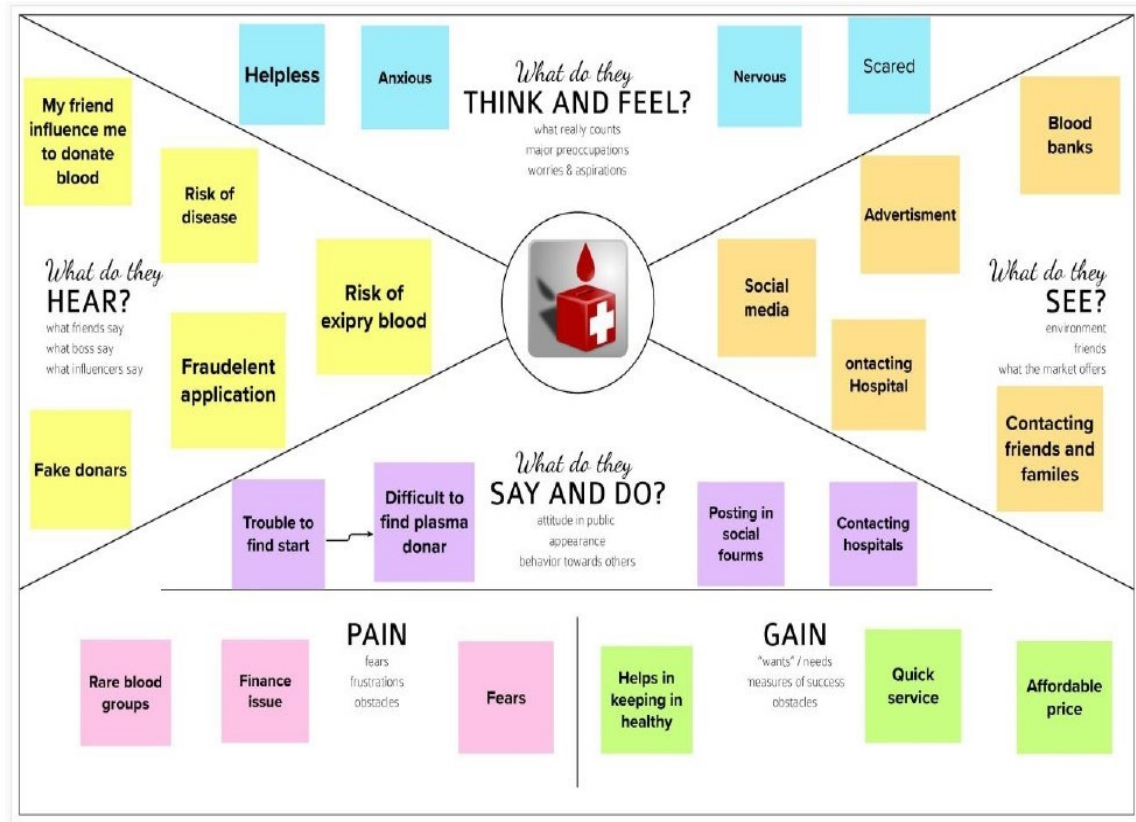 Helpless
Anxious
What do they
THINK AND FEEL?
what really counts
major preoccupations
worries & aspirations
Nervous
Scared
My friend
influence me
to donate
blood
Risk of
disease
What do they
HEAR?
what friends say
what boss say
what influencers say
Risk of
exipry blood
Fraudelent
application
Fake donars
Blood
banks
Advertisment
Social
media
What do they
SEE?
environment
friends
what the market offers
ontacting
Hospital
Contacting
friends and
familes
What do they
SAY AND DO?
attitude in public
appearance
behavior towards others
Trouble to
find start
Difficult to
find plasma
donar
Posting in
social
fourms
Contacting
hospitals
PAIN
fears
frustrations
obstacles
Rare blood
groups
Finance
issue
Fears
GAIN
"wants" / needs
measures of success
obstacles
Helps in
keeping in
healthy
Quick
service
Affordable
price